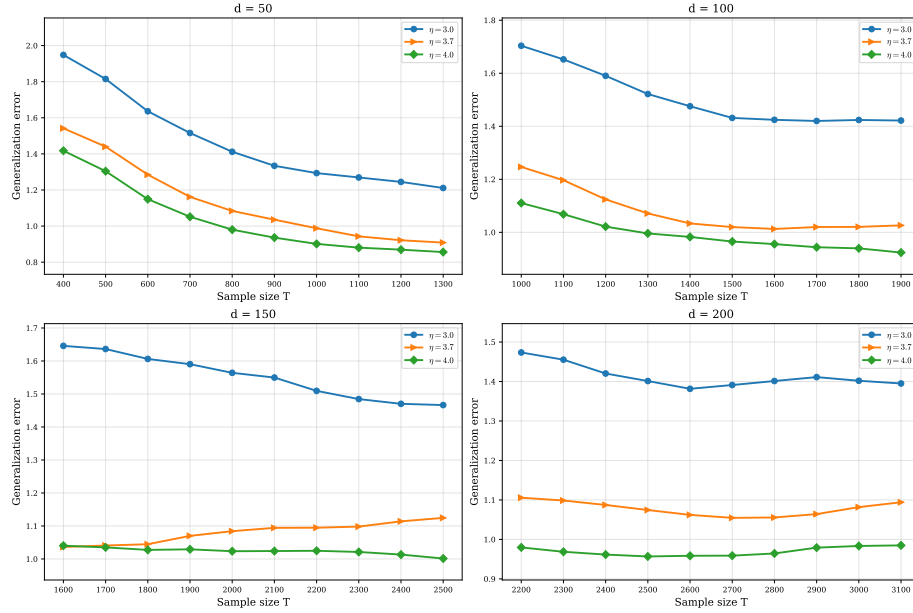 d = 50
2.0
1.8
1.6
1.4
1.2
1.0
0.8
Generalization error
η = 3.0
η = 3.7
η = 4.0
400 500 600 700 800 900 1000 1100 1200 1300
Sample size T
d = 100
1.8
1.6
1.4
1.2
1.0
Generalization error
η = 3.0
η = 3.7
η = 4.0
1000 1100 1200 1300 1400 1500 1600 1700 1800 1900
Sample size T
d = 150
1.7
1.6
1.5
1.4
1.3
1.2
1.1
1.0
Generalization error
η = 3.0
η = 3.7
η = 4.0
1600 1700 1800 1900 2000 2100 2200 2300 2400 2500
Sample size T
d = 200
1.5
1.4
1.3
1.2
1.1
1.0
0.9
Generalization error
η = 3.0
η = 3.7
η = 4.0
2200 2300 2400 2500 2600 2700 2800 2900 3000 3100
Sample size T